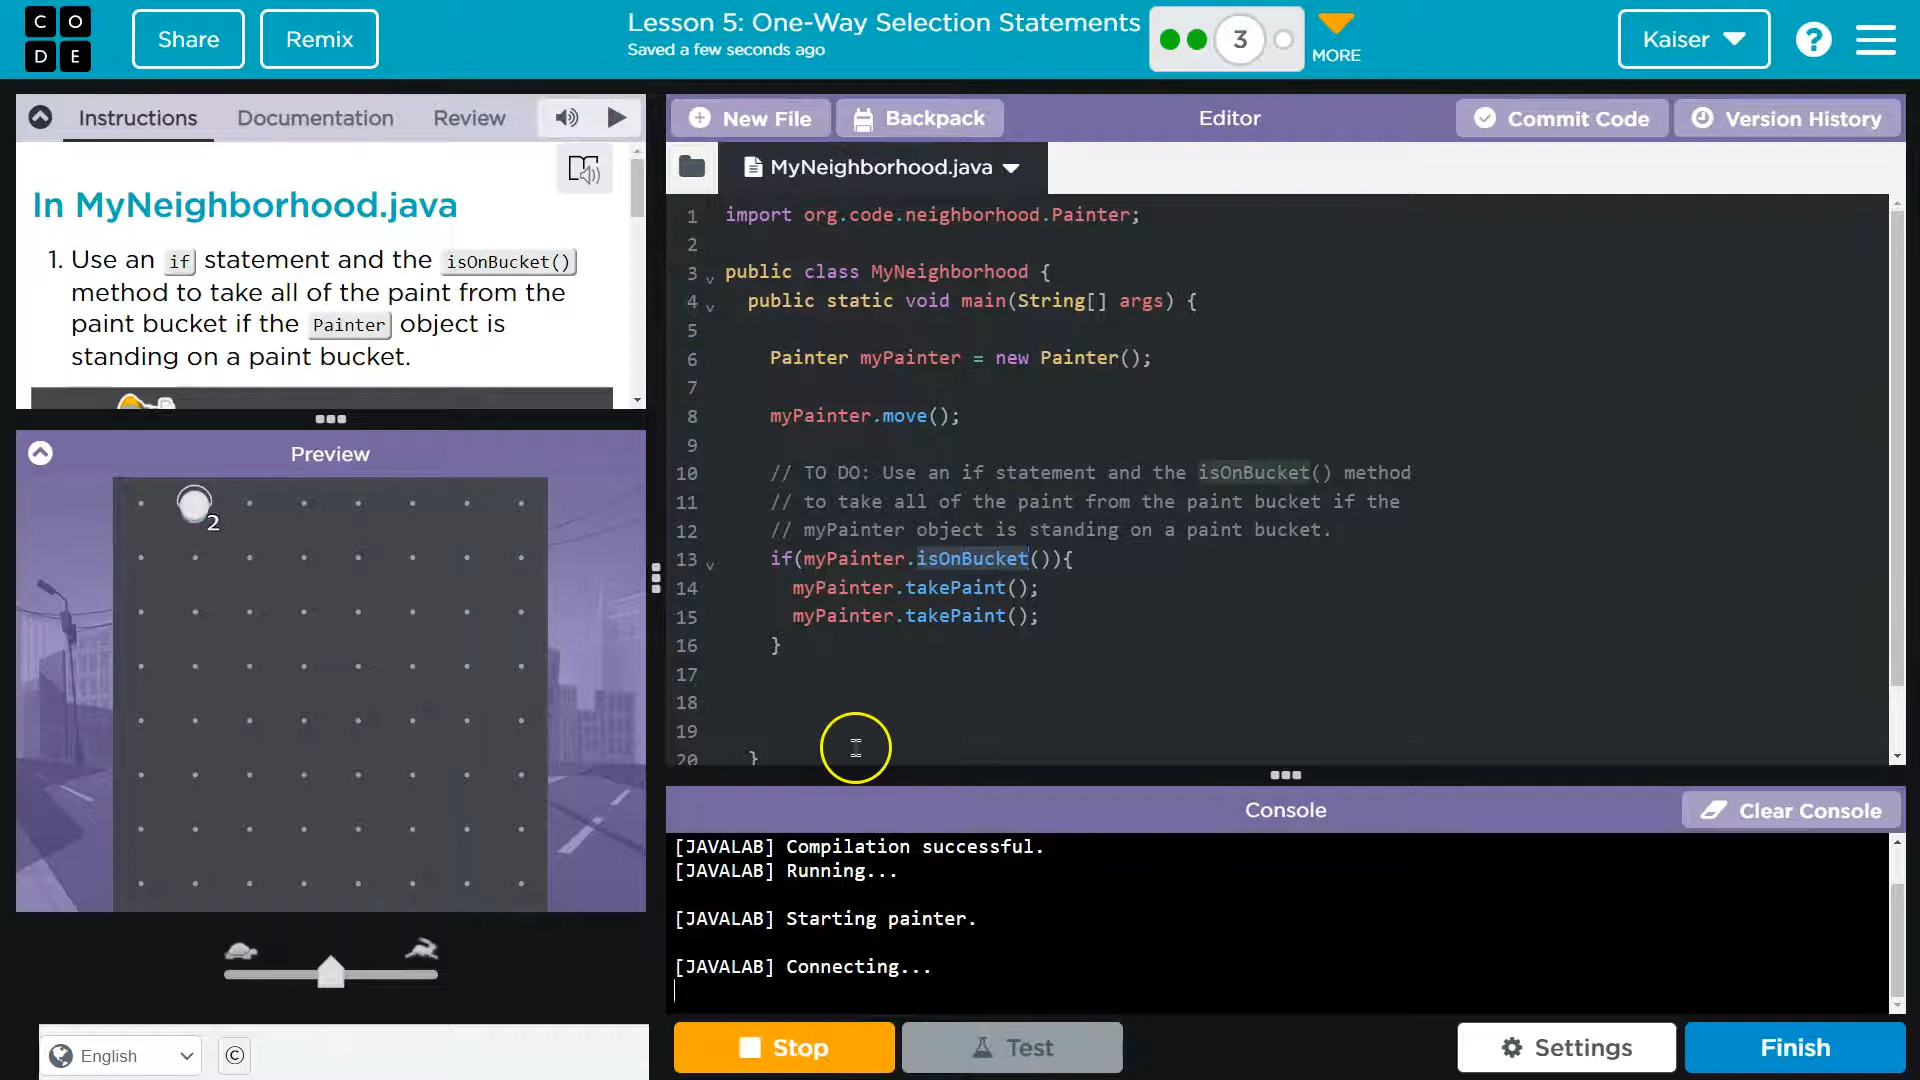 C O D E
Share
Remix
Lesson 5: One-Way Selection Statements
Saved a few seconds ago
3
MORE
Kaiser
?
Instructions
Documentation
Review
New File
Backpack
Editor
Commit Code
Version History
MyNeighborhood.java
In MyNeighborhood.java
1. Use an if statement and the isOnBucket()
method to take all of the paint from the
paint bucket if the Painter object is
standing on a paint bucket.
Preview
2
1 import org.code.neighborhood.Painter;
2
3 public class MyNeighborhood {
4 public static void main(String[] args) {
5
6 Painter myPainter = new Painter();
7
8 myPainter.move();
9
10 // TO DO: Use an if statement and the isOnBucket() method
11 // to take all of the paint from the paint bucket if the
12 // myPainter object is standing on a paint bucket.
13 if(myPainter.isOnBucket()){
14 myPainter.takePaint();
15 myPainter.takePaint();
16 }
17
18
19
20 }
Console
Clear Console
[JAVALAB] Compilation successful.
[JAVALAB] Running...
[JAVALAB] Starting painter.
[JAVALAB] Connecting...
English
©
Stop
Test
Settings
Finish